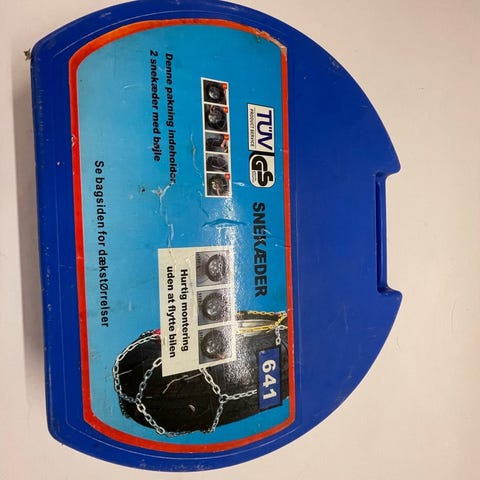 TÜV
PRODUCT SERVICE
GS
SNEKÆDER
Denne pakning indeholder
2 snekæder med bøjle
Hurtig montering
uden at flytte bilen
641
Se bagsiden for dækstørrelser